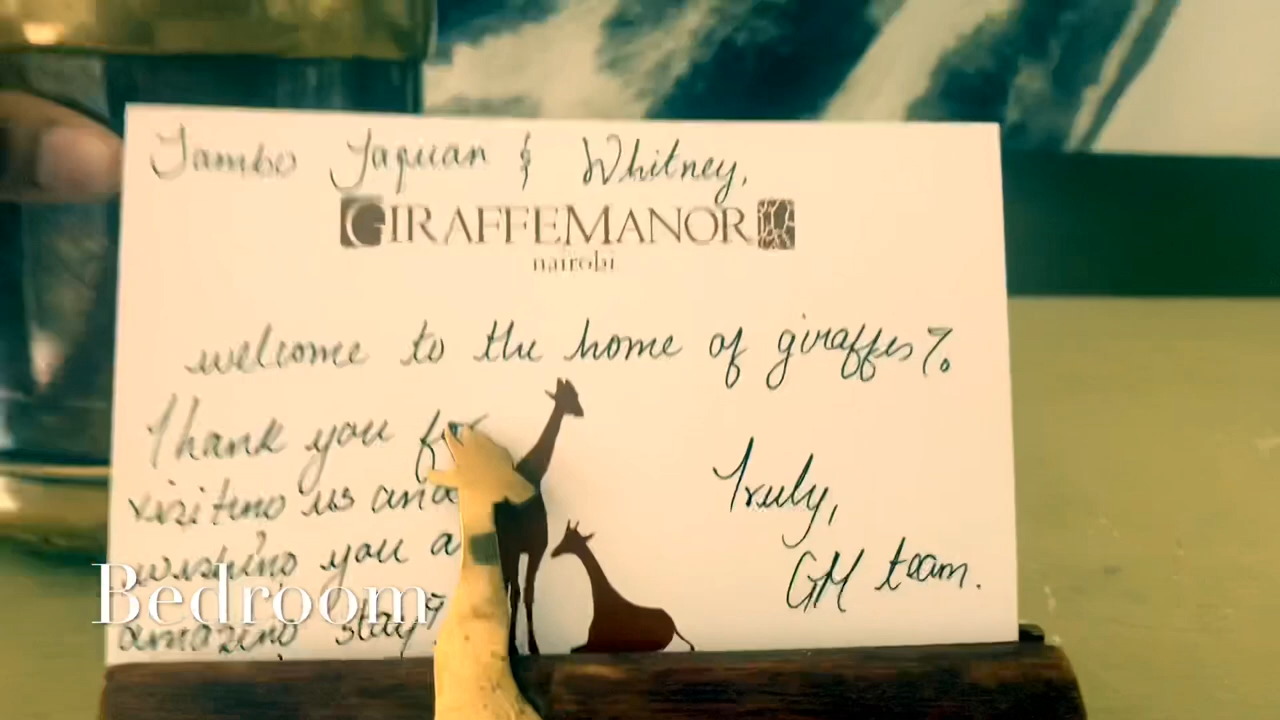 Jambo Jaquan & Whitney,
GIRAFFEMANOR
nairobi
welcome to the home of giraffes!.
Thank you for
visiting us and
wishing you a
amazing stay!
Truly,
GM team.
Bedroom